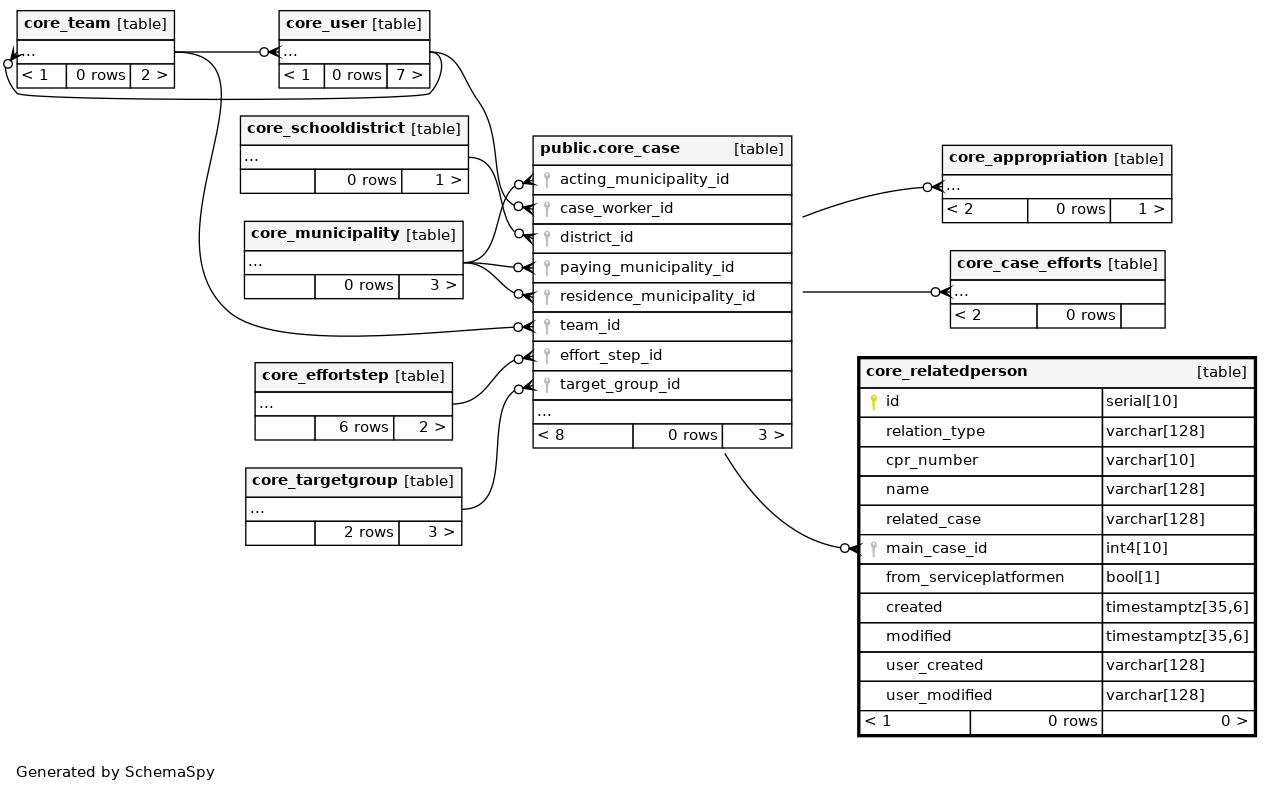 core_team [table]
...
< 1 0 rows 2 >
core_user [table]
...
< 1 0 rows 7 >
core_schooldistrict [table]
...
0 rows 1 >
core_municipality [table]
...
0 rows 3 >
core_effortstep [table]
...
6 rows 2 >
core_targetgroup [table]
...
2 rows 3 >
public.core_case [table]
acting_municipality_id
case_worker_id
district_id
paying_municipality_id
residence_municipality_id
team_id
effort_step_id
target_group_id
...
< 8 0 rows 3 >
core_appropriation [table]
...
< 2 0 rows 1 >
core_case_efforts [table]
...
< 2 0 rows
core_relatedperson [table]
id serial[10]
relation_type varchar[128]
cpr_number varchar[10]
name varchar[128]
related_case varchar[128]
main_case_id int4[10]
from_serviceplatformen bool[1]
created timestamptz[35,6]
modified timestamptz[35,6]
user_created varchar[128]
user_modified varchar[128]
< 1 0 rows 0 >
Generated by SchemaSpy